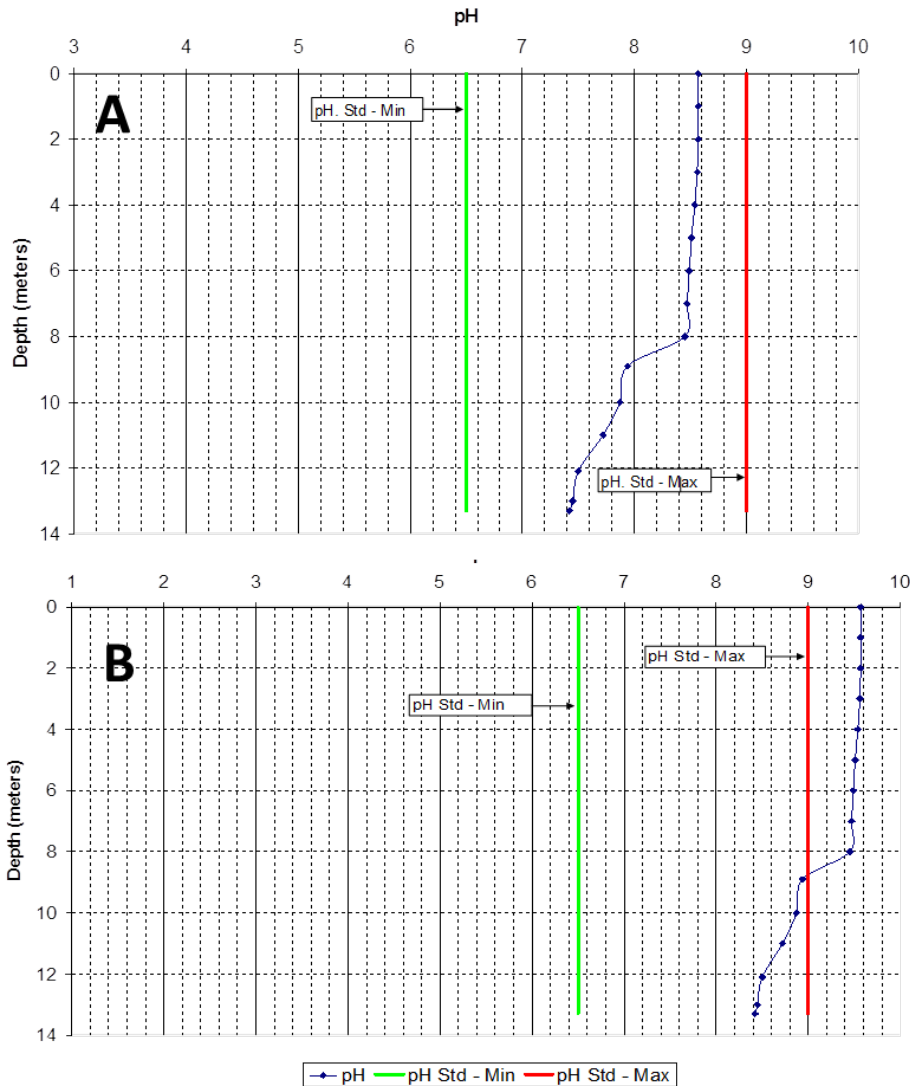 pH
3 4 5 6 7 8 9 10
0
A
pH. Std - Min
2
4
6
Depth (meters)
8
10
12
pH. Std - Max
14
1 2 3 4 5 6 7 8 9 10
0
B
pH Std - Max
2
pH Std - Min
4
6
Depth (meters)
8
10
12
14
pH pH Std - Min pH Std - Max